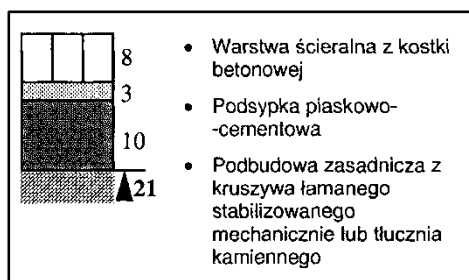 8
3
10
21
• Warstwa ścieralna z kostki
betonowej
• Podsypka piaskowo-
-cementowa
• Podbudowa zasadnicza z
kruszywa łamanego
stabilizowanego
mechanicznie lub tłucznia
kamiennego